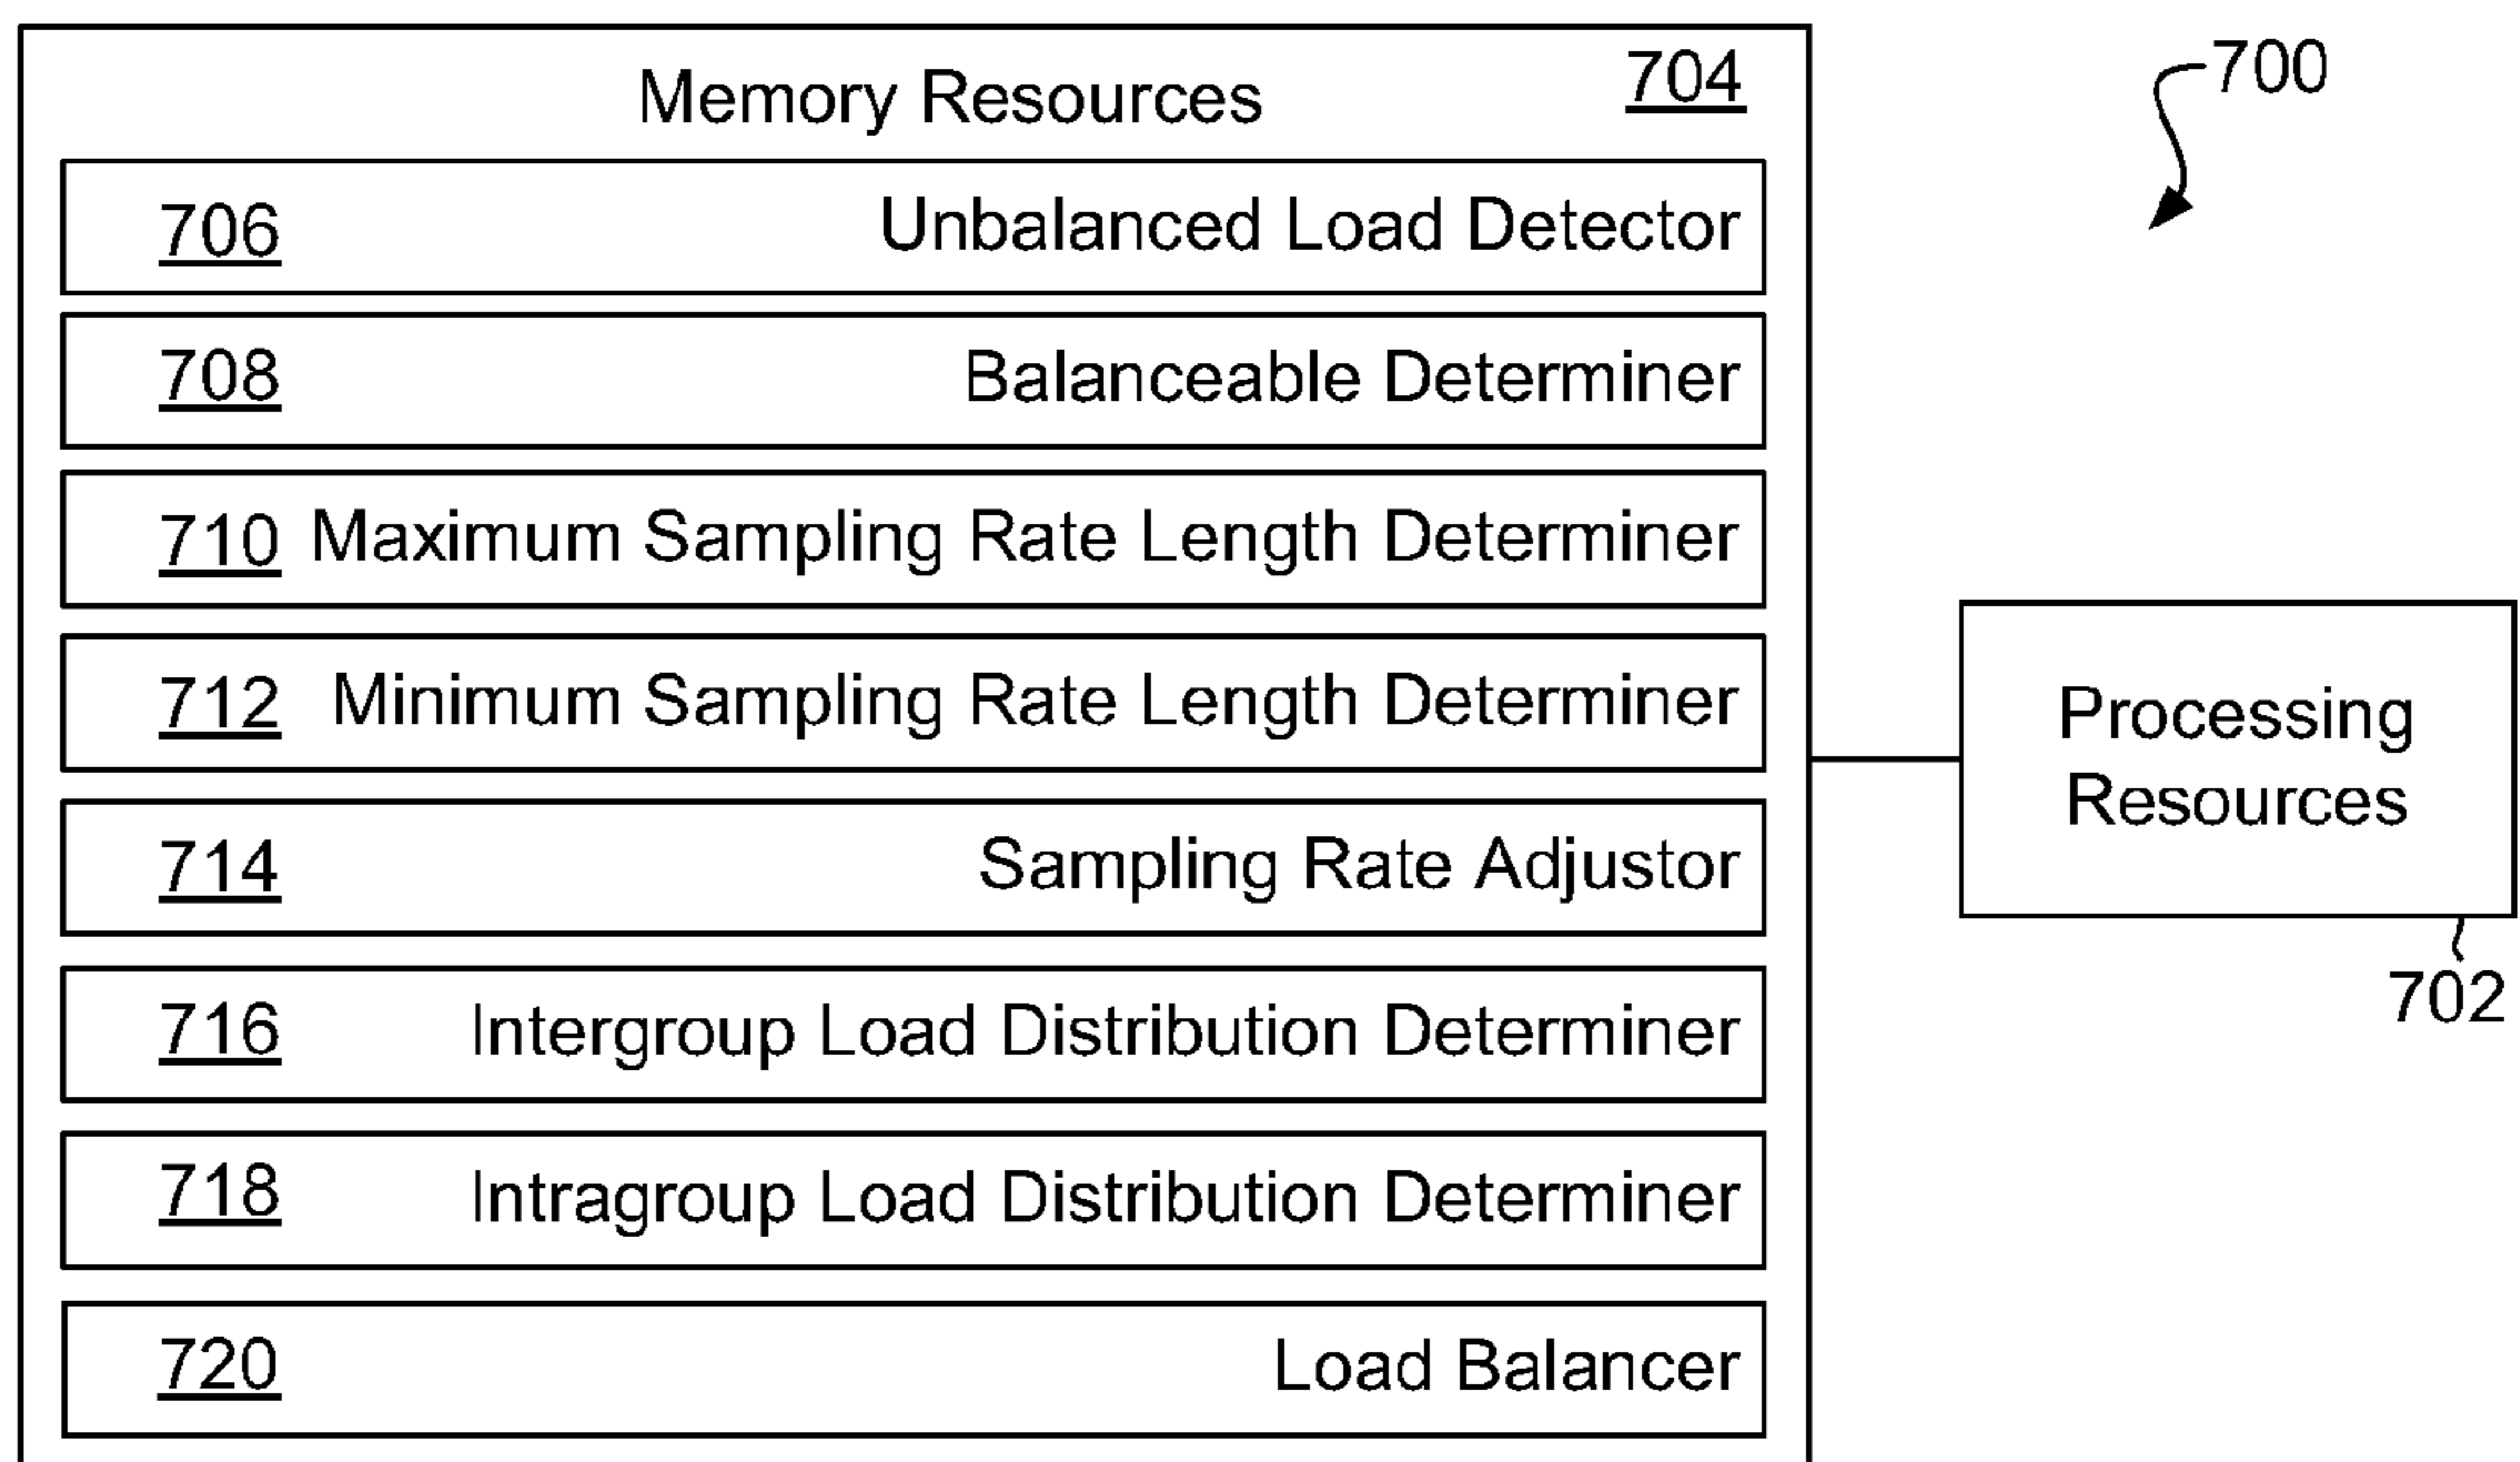 Memory Resources 704
700
706 Unbalanced Load Detector
708 Balanceable Determiner
710 Maximum Sampling Rate Length Determiner
712 Minimum Sampling Rate Length Determiner
714 Sampling Rate Adjustor
716 Intergroup Load Distribution Determiner
718 Intragroup Load Distribution Determiner
720 Load Balancer
Processing
Resources
702